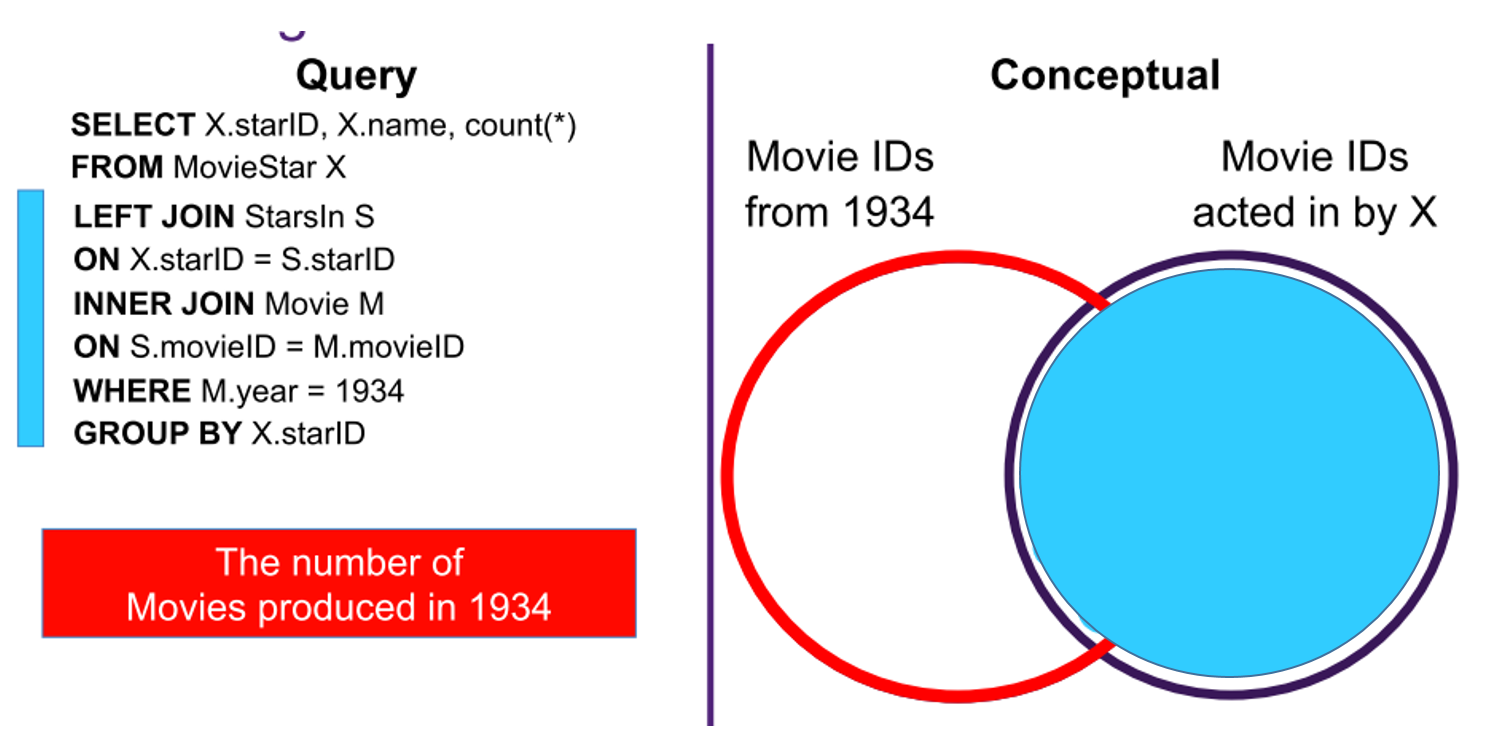 Query
SELECT X.starID, X.name, count(*)
FROM MovieStar X
LEFT JOIN StarsIn S
ON X.starID = S.starID
INNER JOIN Movie M
ON S.movieID = M.movieID
WHERE M.year = 1934
GROUP BY X.starID
The number of
Movies produced in 1934
Conceptual
Movie IDs
from 1934
Movie IDs
acted in by X